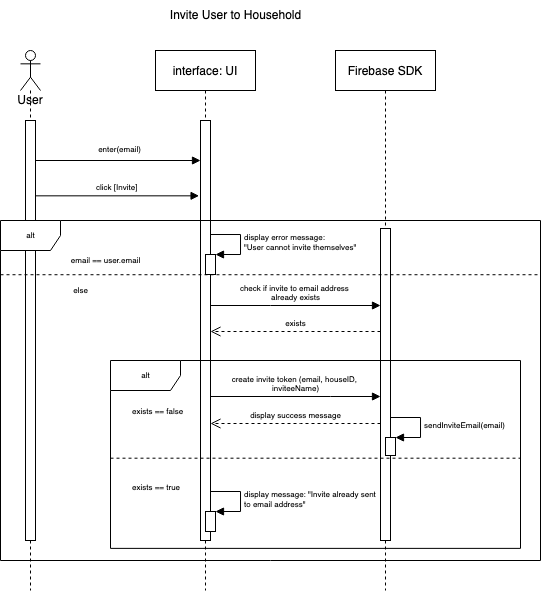 Invite User to Household
User
interface: UI
Firebase SDK
enter(email)
click [Invite]
alt
display error message:
"User cannot invite themselves"
email == user.email
else
check if invite to email address
already exists
exists
alt
create invite token (email, houseID,
inviteeName)
exists == false
display success message
sendInviteEmail(email)
exists == true
display message: "Invite already sent
to email address"